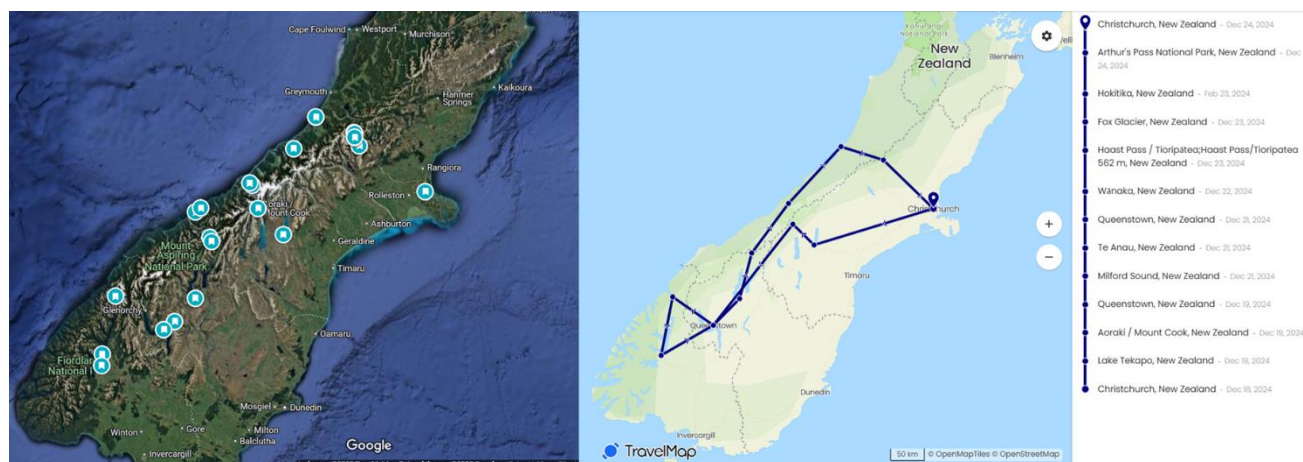 Cape Foulwind
Westport
Murchison
Greymouth
Kaikoura
Hanmer
Springs
Rangiora
Rolleston
Aoraki /
Mount Cook
Ashburton
Geraldine
Mount
Aspiring
National Park
Timaru
Glenorchy
Oamaru
Fiordland
National
Mosgiel
Dunedin
Winton
Gore
Milton
Balclutha
Invercargill
Google
Kahurangi
National Park
New
Zealand
Blenheim
Christchurch
Timaru
Queenstown
Dunedin
Invercargill
TravelMap
50 km
© OpenMapTiles © OpenStreetMap
+
−
Christchurch, New Zealand - Dec 24, 2024
Arthur's Pass National Park, New Zealand - Dec
24, 2024
Hokitika, New Zealand - Feb 23, 2024
Fox Glacier, New Zealand - Dec 23, 2024
Haast Pass / Tioripatea;Haast Pass/Tioripatea
562 m, New Zealand - Dec 23, 2024
Wānaka, New Zealand - Dec 22, 2024
Queenstown, New Zealand - Dec 21, 2024
Te Anau, New Zealand - Dec 21, 2024
Milford Sound, New Zealand - Dec 21, 2024
Queenstown, New Zealand - Dec 19, 2024
Aoraki / Mount Cook, New Zealand - Dec 19, 2024
Lake Tekapo, New Zealand - Dec 18, 2024
Christchurch, New Zealand - Dec 18, 2024